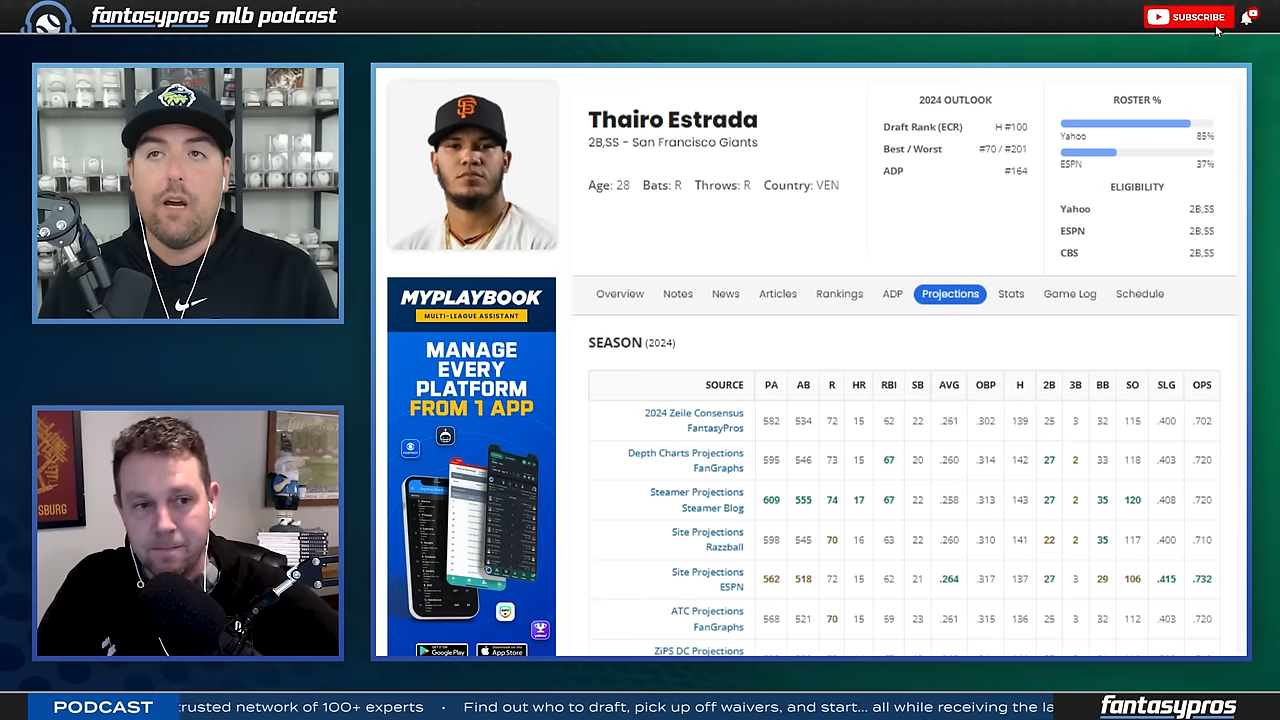 fantasypros mlb podcast
SUBSCRIBE
SBURG
Thairo Estrada
2B,SS - San Francisco Giants
Age: 28 Bats: R Throws: R Country: VEN
2024 OUTLOOK
Draft Rank (ECR) H #100
Best / Worst #70 / #201
ADP #164
ROSTER %
Yahoo 85%
ESPN 37%
ELIGIBILITY
Yahoo 2B,SS
ESPN 2B,SS
CBS 2B,SS
MYPLAYBOOK
MULTI-LEAGUE ASSISTANT
MANAGE
EVERY
PLATFORM
FROM 1 APP
GET IT ON
Google Play
App Store
Overview Notes News Articles Rankings ADP Projections Stats Game Log Schedule
SEASON (2024)
SOURCE PA AB R HR RBI SB AVG OBP H 2B 3B BB SO SLG OPS
2024 Zeile Consensus
FantasyPros 582 534 72 15 62 22 .261 .302 139 25 3 32 115 .400 .702
Depth Charts Projections
FanGraphs 595 546 73 15 67 20 .260 .314 142 27 2 33 118 .403 .720
Steamer Projections
Steamer Blog 609 555 74 17 67 22 .258 .313 143 27 2 35 120 .408 .720
Site Projections
Razzball 598 545 70 16 63 22 .260 .310 141 22 2 35 117 .400 .710
Site Projections
ESPN 562 518 72 15 62 21 .264 .317 137 27 3 29 106 .415 .732
ATC Projections
FanGraphs 568 521 70 15 59 23 .261 .315 136 25 3 32 112 .403 .720
ZiPS DC Projections
PODCAST
trusted network of 100+ experts • Find out who to draft, pick up off waivers, and start... all while receiving the la
fantasypros